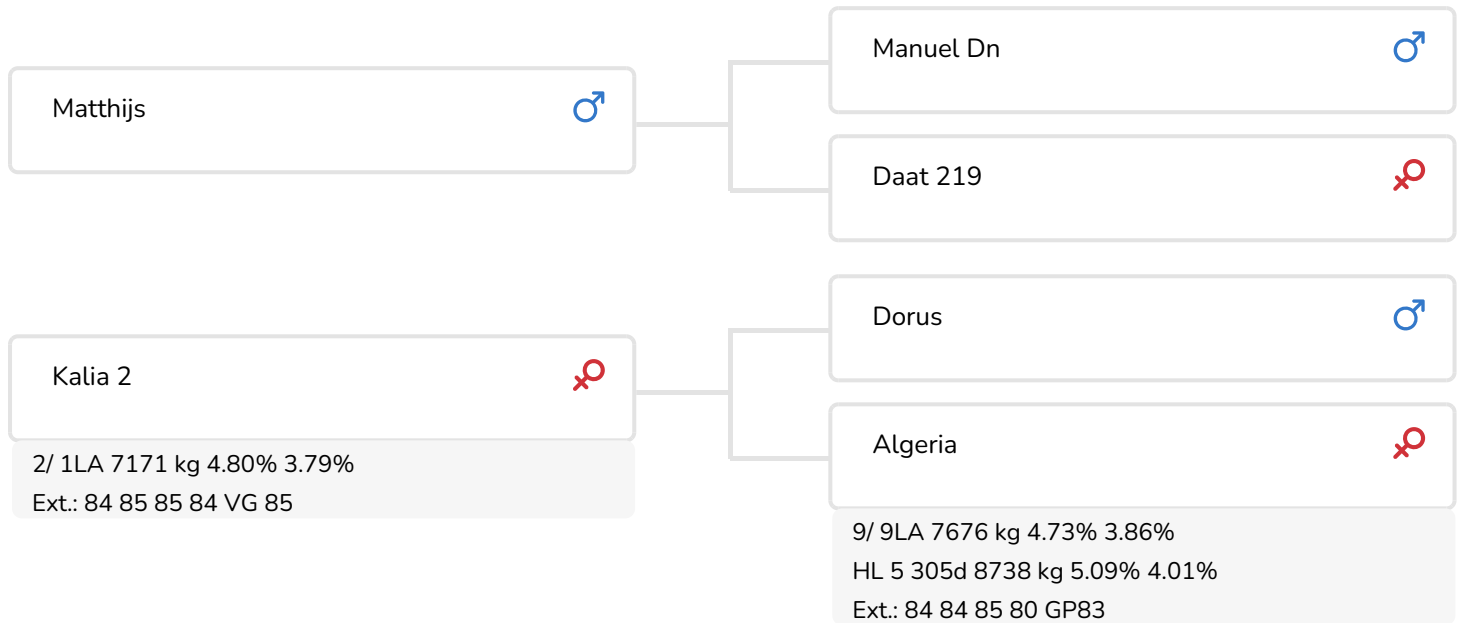 Matthijs
Manuel Dn
Daat 219
Kalia 2
2/ 1LA 7171 kg 4.80% 3.79%
Ext.: 84 85 85 84 VG 85
Dorus
Algeria
9/ 9LA 7676 kg 4.73% 3.86%
HL 5 305d 8738 kg 5.09% 4.01%
Ext.: 84 84 85 80 GP83